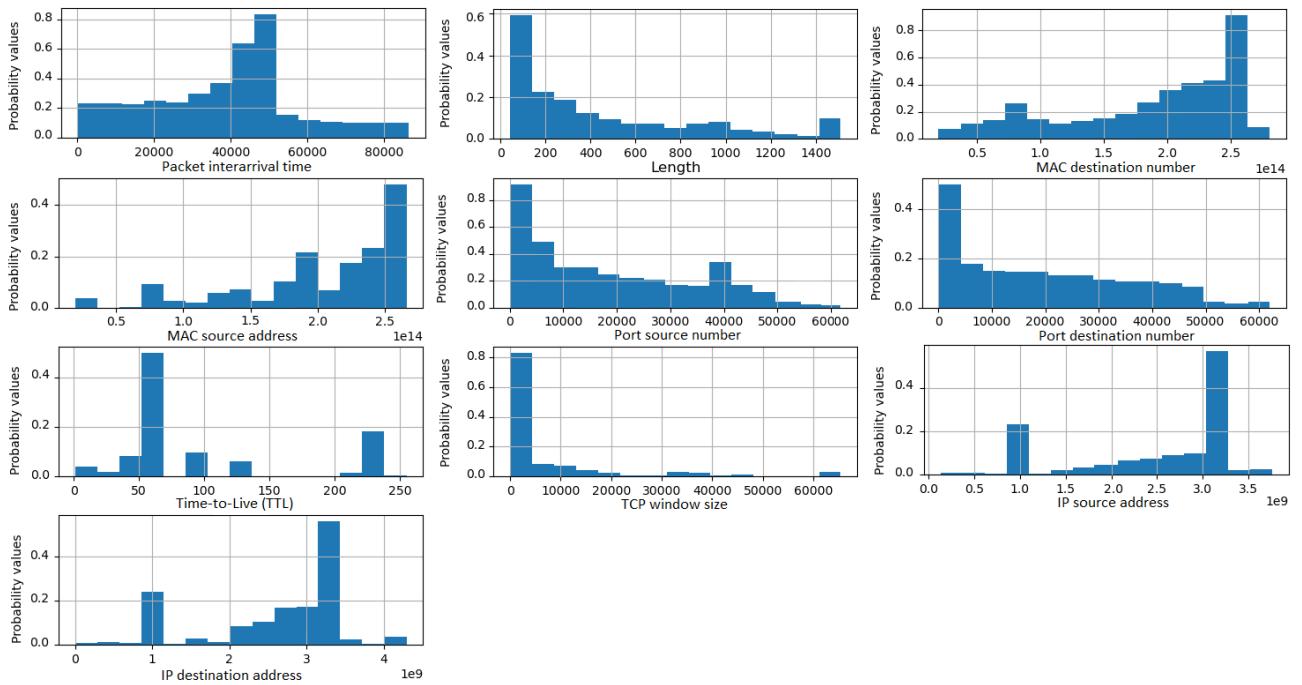 Probability values
0.8
0.6
0.4
0.2
0.0
0 20000 40000 60000 80000
Packet interarrival time
Probability values
0.6
0.4
0.2
0.0
0 200 400 600 800 1000 1200 1400
Length
Probability values
0.8
0.6
0.4
0.2
0.0
0.5 1.0 1.5 2.0 2.5
MAC destination number 1e14
Probability values
0.4
0.2
0.0
0.5 1.0 1.5 2.0 2.5
MAC source address 1e14
Probability values
0.8
0.6
0.4
0.2
0.0
0 10000 20000 30000 40000 50000 60000
Port source number
Probability values
0.4
0.2
0.0
0 10000 20000 30000 40000 50000 60000
Port destination number
Probability values
0.4
0.2
0.0
0 50 100 150 200 250
Time-to-Live (TTL)
Probability values
0.8
0.6
0.4
0.2
0.0
0 10000 20000 30000 40000 50000 60000
TCP window size
Probability values
0.4
0.2
0.0
0.0 0.5 1.0 1.5 2.0 2.5 3.0 3.5
IP source address 1e9
Probability values
0.4
0.2
0.0
0 1 2 3 4
IP destination address 1e9